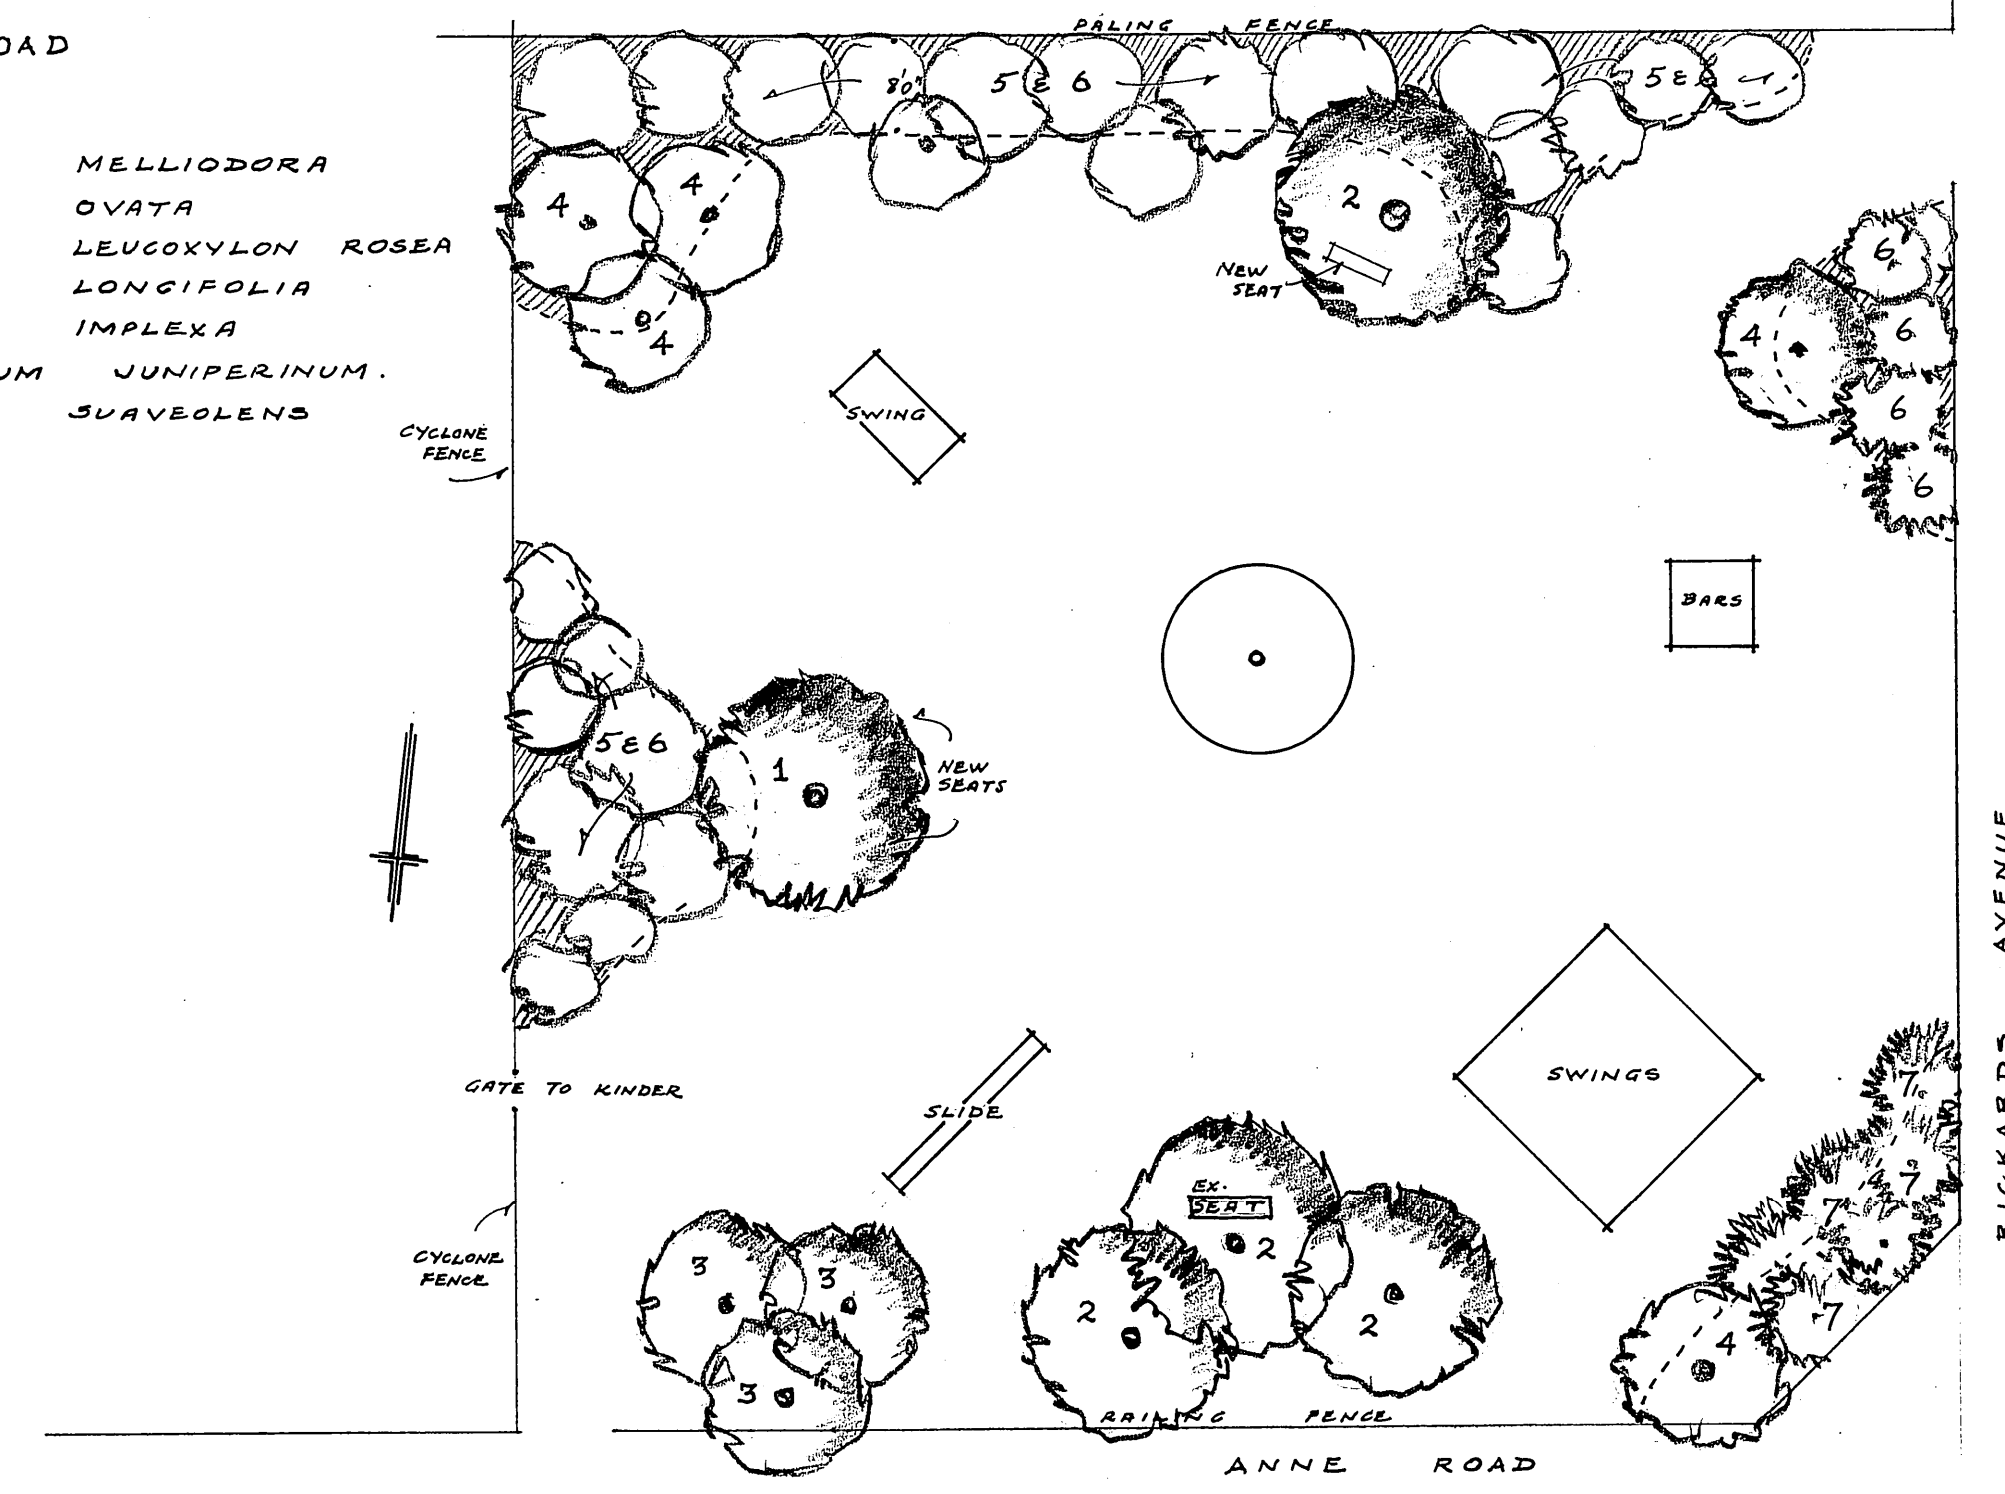 OAD
MELLIODORA
OVATA
LEUCOXYLON ROSEA
LONGIFOLIA
IMPLEXA
UM JUNIPERINUM.
SUAVEOLENS
PALING FENCE
8'0"
5 & 6
5 &
4
4
4
2
NEW
SEAT
6
4
6
6
6
SWING
CYCLONE
FENCE
BARS
5 & 6
1
NEW
SEATS
GATE TO KINDER
SLIDE
SWINGS
RICKARDS AVENUE
CYCLONE
FENCE
EX.
SEAT
2
2
2
3
3
3
7
7
7
7
4
RAILING FENCE
ANNE ROAD